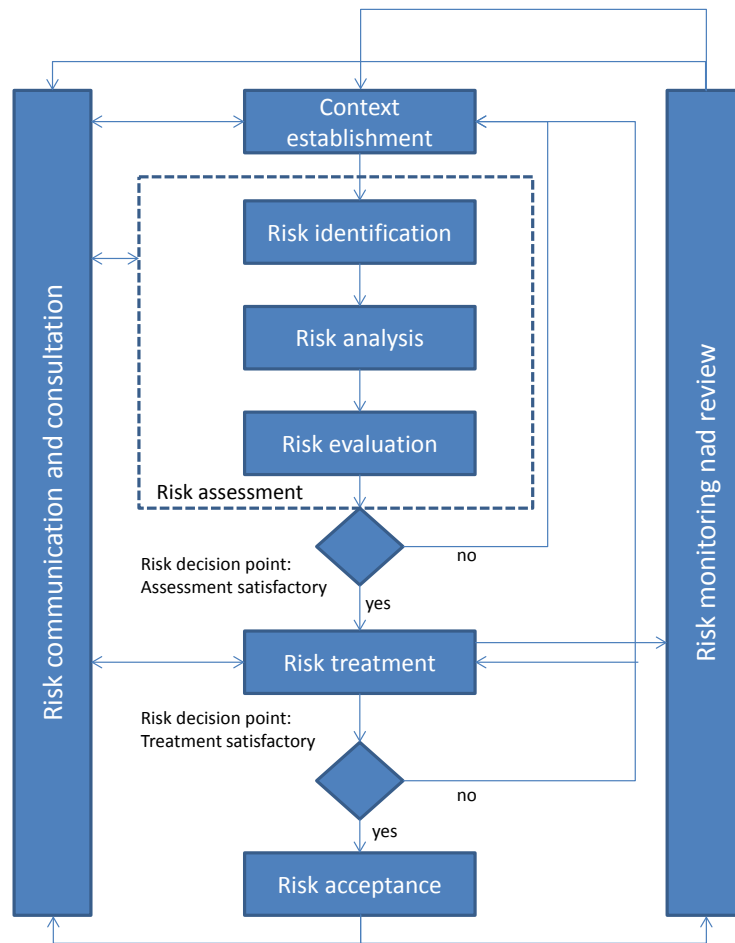 Context
establishment
Risk identification
Risk analysis
Risk evaluation
Risk assessment
Risk decision point:
Assessment satisfactory
no
yes
Risk treatment
Risk decision point:
Treatment satisfactory
no
yes
Risk acceptance
Risk communication and consultation
Risk monitoring nad review